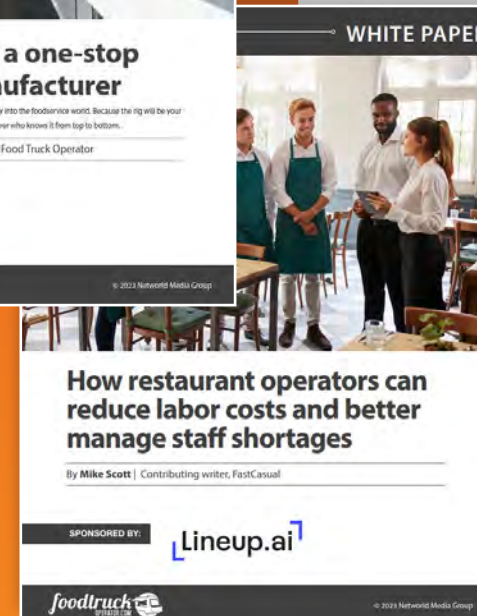 a one-stop
ufacturer
into the foodservice world. Because the rig will be your
who knows it from top to bottom.
Food Truck Operator
© 2023 Networld Media Group
WHITE PAPE
How restaurant operators can
reduce labor costs and better
manage staff shortages
By Mike Scott | Contributing writer, FastCasual
SPONSORED BY:
Lineup.ai
foodtruck
OPERATOR.COM
© 2023 Networld Media Group